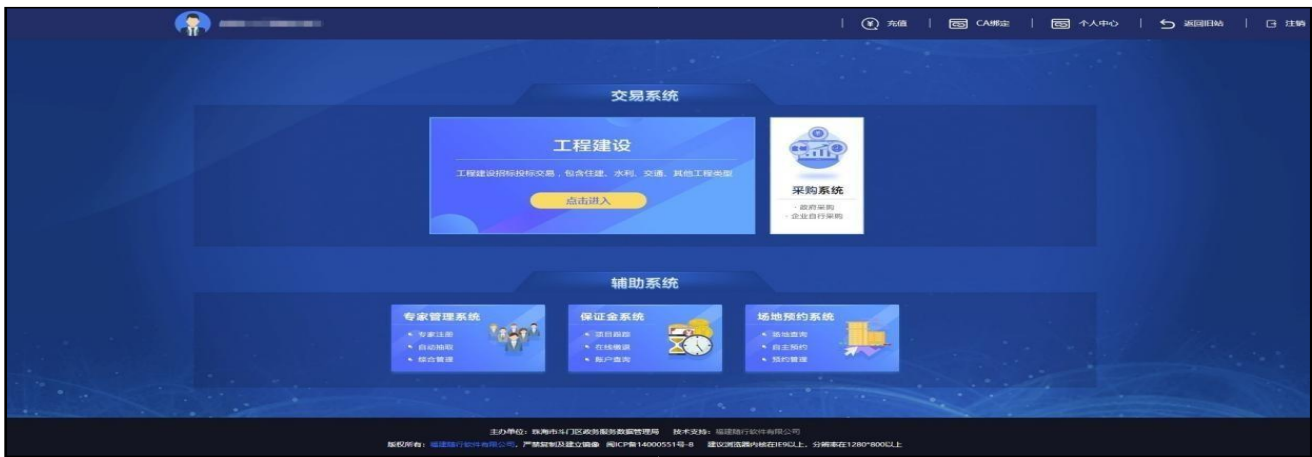 充值 CA绑定 个人中心 返回旧站 注销
交易系统
工程建设
工程建设招标投标交易，包含住建、水利、交通、其他工程类型
点击进入
采购系统
· 政府采购
· 企业自行采购
辅助系统
专家管理系统
专家注册
自动抽取
综合管理
保证金系统
项目跟踪
在线缴退
账户查询
场地预约系统
场地查询
自主预约
预约管理
主办单位：珠海市斗门区政务服务数据管理局 技术支持：福建随行软件有限公司
版权所有：福建随行软件有限公司，严禁复制及建立镜像 闽ICP备14000551号-8 建议浏览器内核在IE9以上，分辨率在1280*800以上